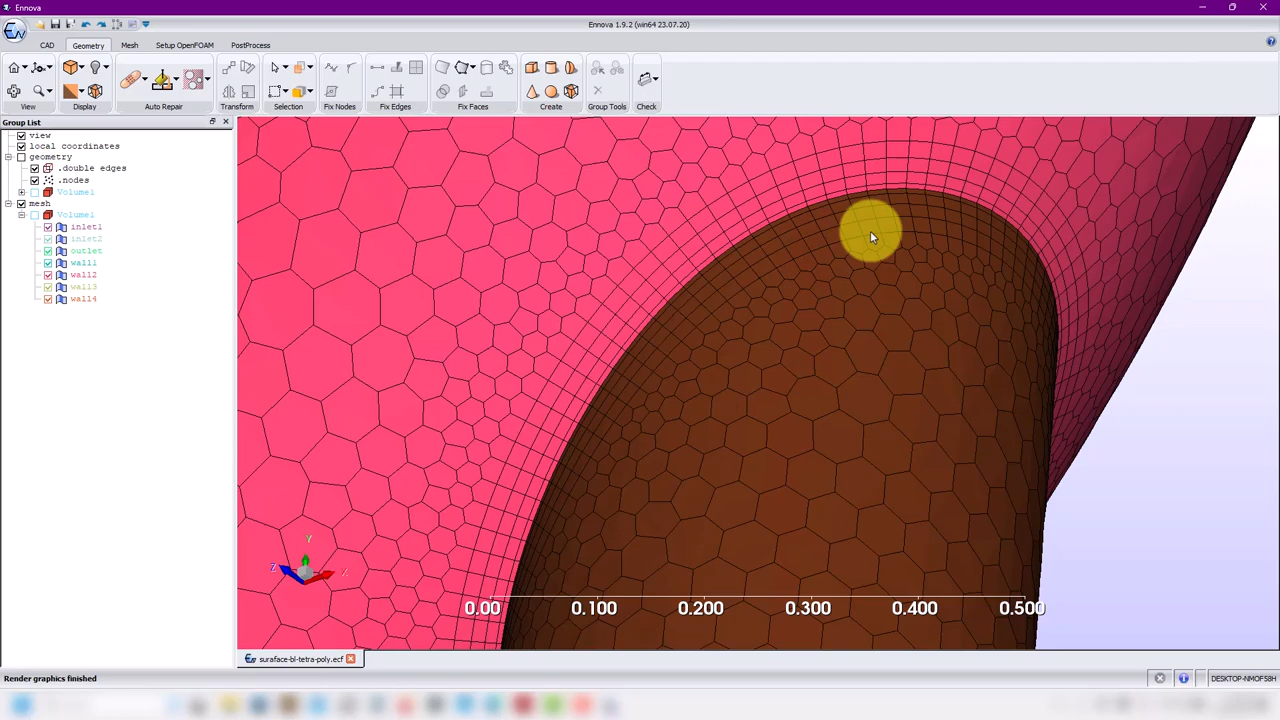 Ennova
Ennova 1.9.2 (win64 23.07.20)
CAD Geometry Mesh Setup OpenFOAM PostProcess
View Display Auto Repair Transform Selection Fix Nodes Fix Edges Fix Faces Create Group Tools Check
Group List
view
local coordinates
geometry
.double edges
.nodes
Volume1
mesh
Volume1
inlet1
inlet2
outlet
wall1
wall2
wall3
wall4
Y
Z X
0.00 0.100 0.200 0.300 0.400 0.500
suraface-bl-tetra-poly.ecf
Render graphics finished
DESKTOP-NMOF58H